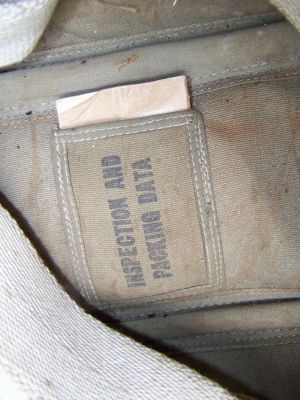 INSPECTION AND
PACKING DATA